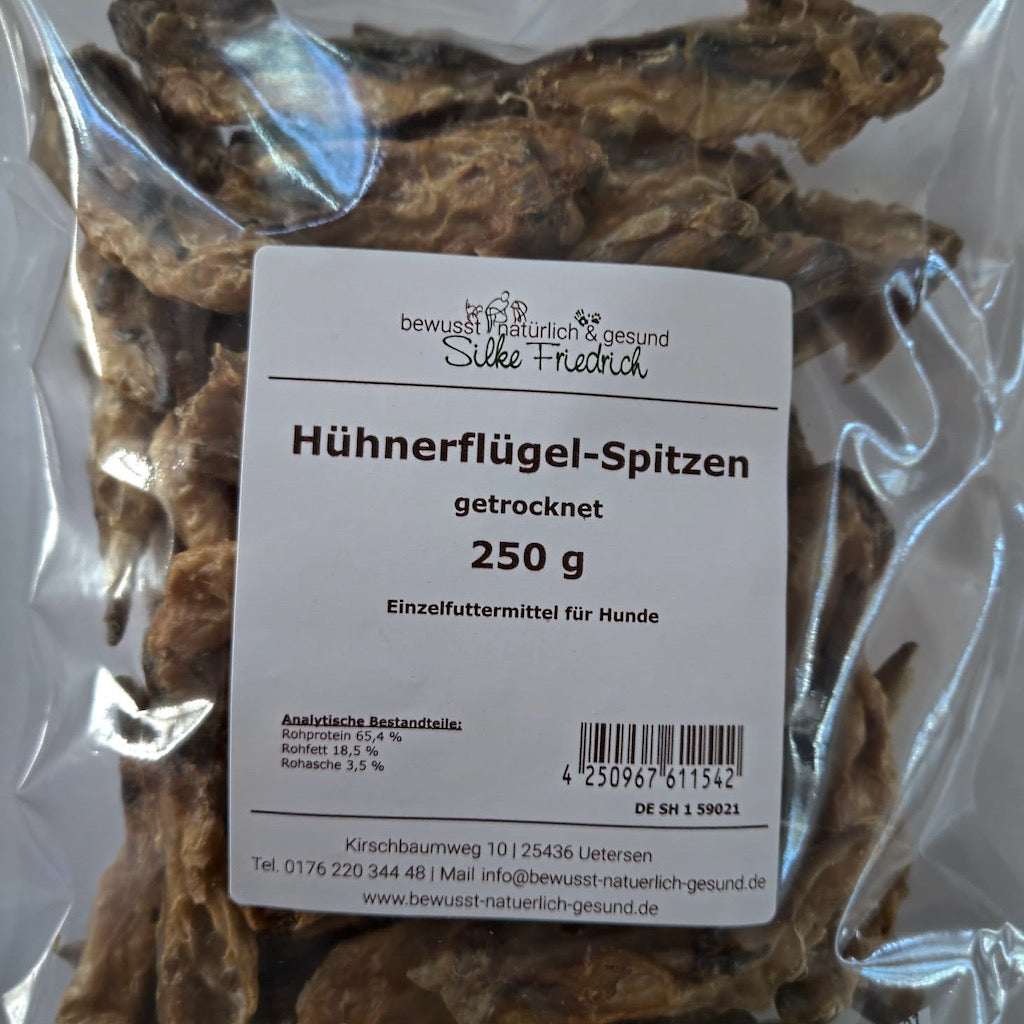 bewusst natürlich & gesund
Silke Friedrich
Hühnerflügel-Spitzen
getrocknet
250 g
Einzelfuttermittel für Hunde
Analytische Bestandteile:
Rohprotein 65,4 %
Rohfett 18,5 %
Rohasche 3,5 %
4 250967 611542
DE SH 1 59021
Kirschbaumweg 10 | 25436 Uetersen
Tel. 0176 220 344 48 | Mail info@bewusst-natuerlich-gesund.de
www.bewusst-natuerlich-gesund.de